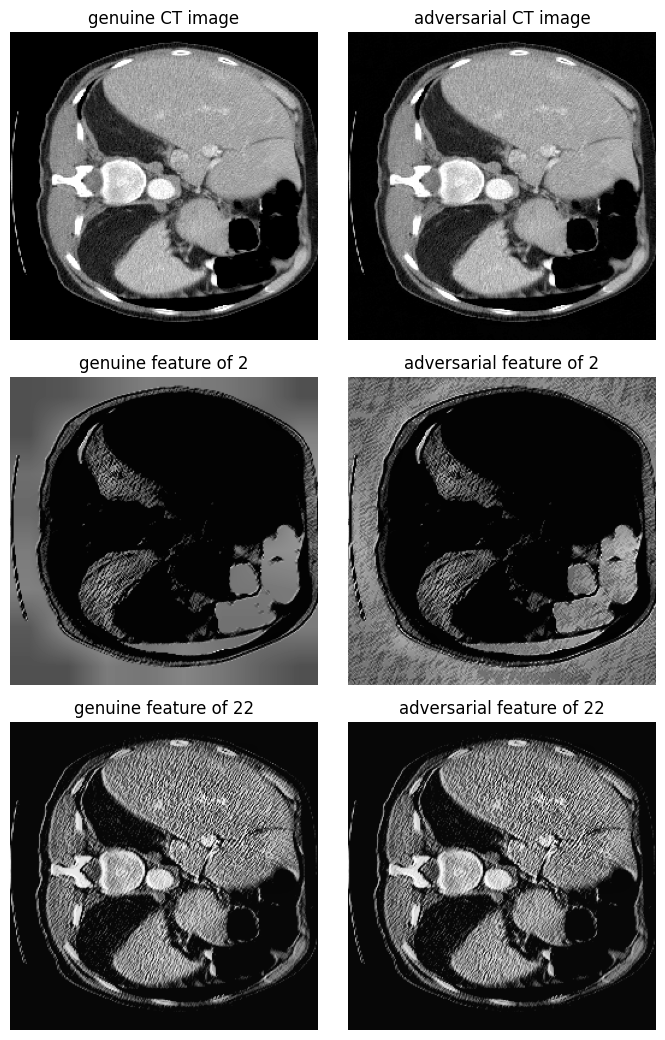 genuine CT image
adversarial CT image
genuine feature of 2
adversarial feature of 2
genuine feature of 22
adversarial feature of 22